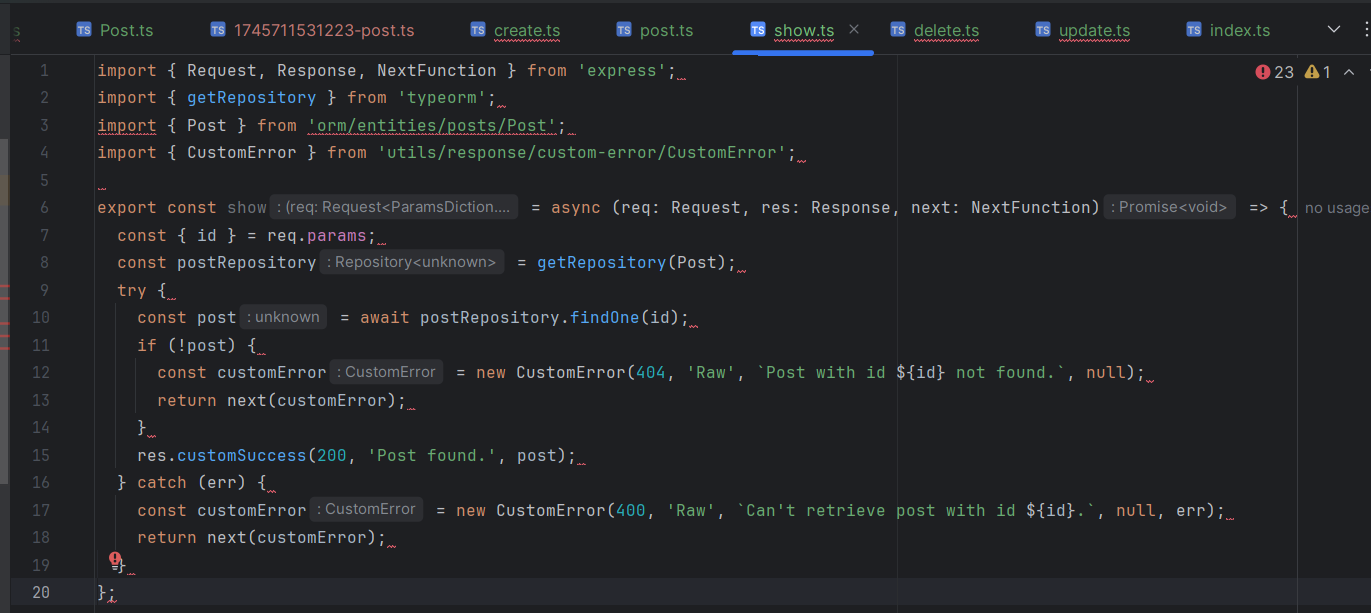 s
TS Post.ts
TS 1745711531223-post.ts
TS create.ts
TS post.ts
TS show.ts
TS delete.ts
TS update.ts
TS index.ts
23 1
1 import { Request, Response, NextFunction } from 'express';
2 import { getRepository } from 'typeorm';
3 import { Post } from 'orm/entities/posts/Post';
4 import { CustomError } from 'utils/response/custom-error/CustomError';
5
6 export const show : (req: Request<ParamsDiction.... = async (req: Request, res: Response, next: NextFunction) : Promise<void> => { no usage
7 const { id } = req.params;
8 const postRepository : Repository<unknown> = getRepository(Post);
9 try {
10 const post : unknown = await postRepository.findOne(id);
11 if (!post) {
12 const customError : CustomError = new CustomError(404, 'Raw', `Post with id ${id} not found.`, null);
13 return next(customError);
14 }
15 res.customSuccess(200, 'Post found.', post);
16 } catch (err) {
17 const customError : CustomError = new CustomError(400, 'Raw', `Can't retrieve post with id ${id}.`, null, err);
18 return next(customError);
19 }
20 };